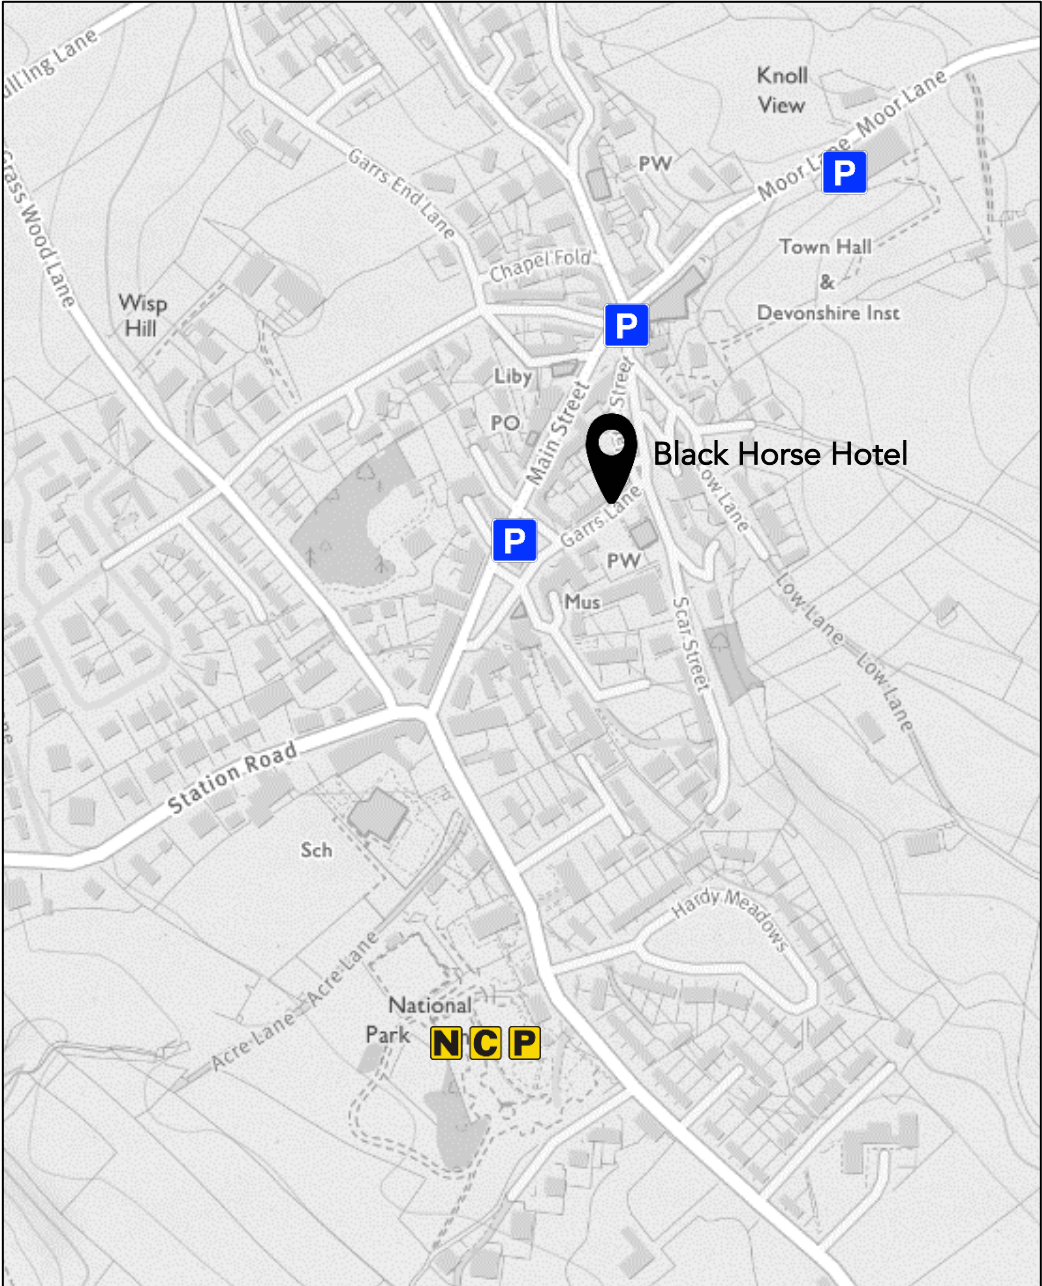 Grass Wood Lane
Garrs End Lane
Chapel Fold
PW
Knoll
View
Moor Lane
Moor Lane
P
Town Hall
&
Devonshire Inst
Wisp
Hill
P
Liby
PO
Main Street
Street
Black Horse Hotel
Low Lane
P
Garrs Lane
PW
Mus
Scar Street
Low Lane
Low Lane
Station Road
Sch
Hardy Meadows
Acre Lane
Acre Lane
National
Park
NCP